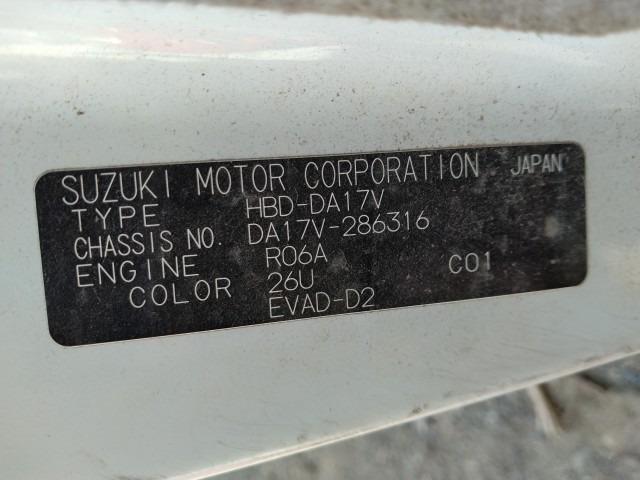 SUZUKI MOTOR CORPORATION JAPAN
TYPE HBD-DA17V
CHASSIS NO. DA17V-286316
ENGINE R06A C01
COLOR 26U
EVAD-D2